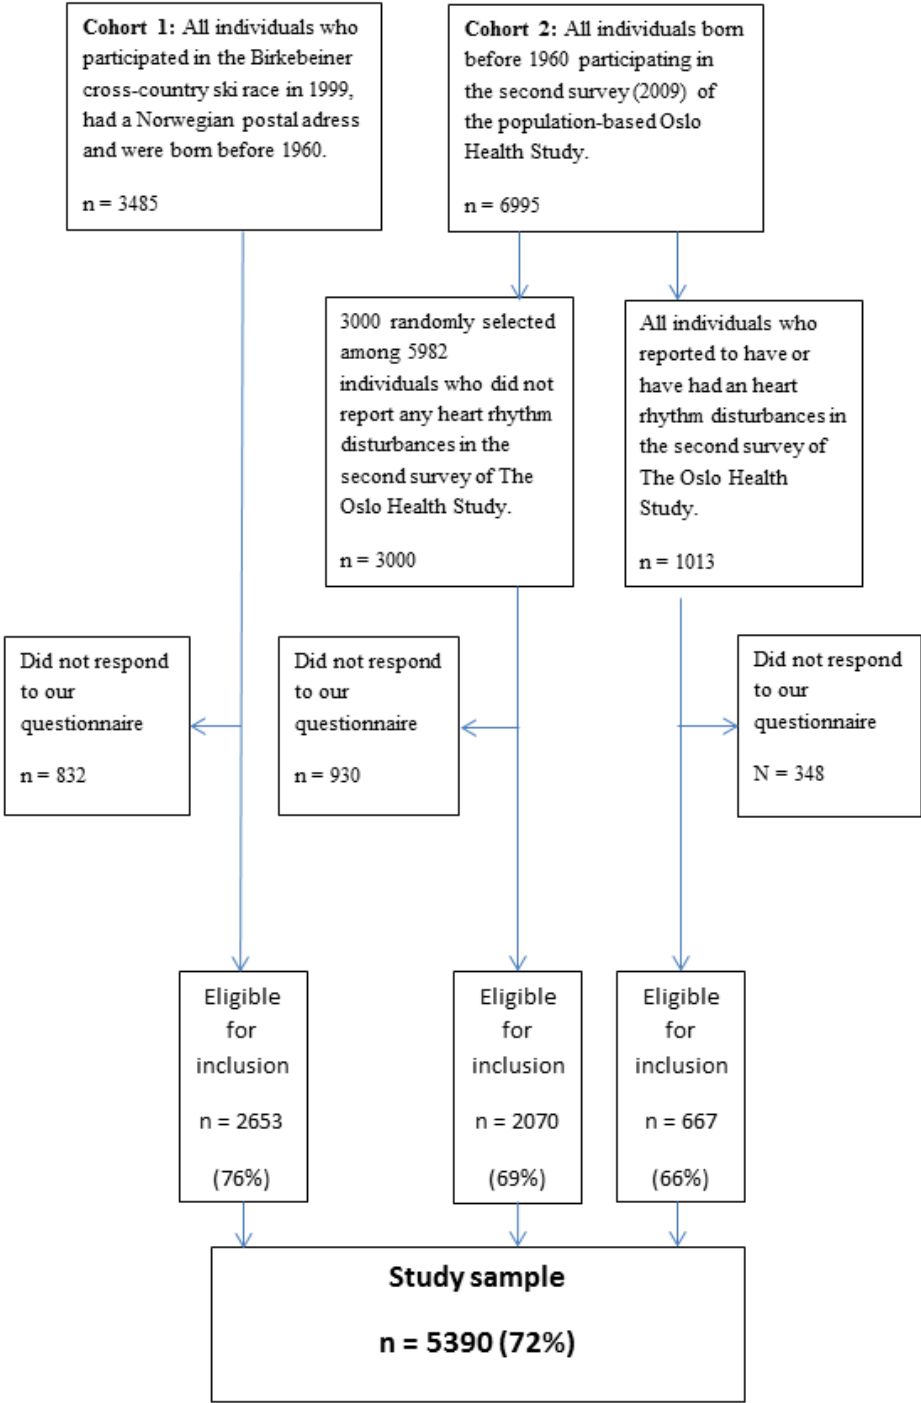 Cohort 1: All individuals who
participated in the Birkebeiner
cross-country ski race in 1999,
had a Norwegian postal adress
and were born before 1960.
n = 3485
Cohort 2: All individuals born
before 1960 participating in
the second survey (2009) of
the population-based Oslo
Health Study.
n = 6995
3000 randomly selected
among 5982
individuals who did not
report any heart rhythm
disturbances in the
second survey of The
Oslo Health Study.
n = 3000
All individuals who
reported to have or
have had an heart
rhythm disturbances in
the second survey of
The Oslo Health
Study.
n = 1013
Did not respond
to our
questionnaire
n = 832
Did not respond
to our
questionnaire
n = 930
Did not respond
to our
questionnaire
N = 348
Eligible
for
inclusion
n = 2653
(76%)
Eligible
for
inclusion
n = 2070
(69%)
Eligible
for
inclusion
n = 667
(66%)
Study sample
n = 5390 (72%)